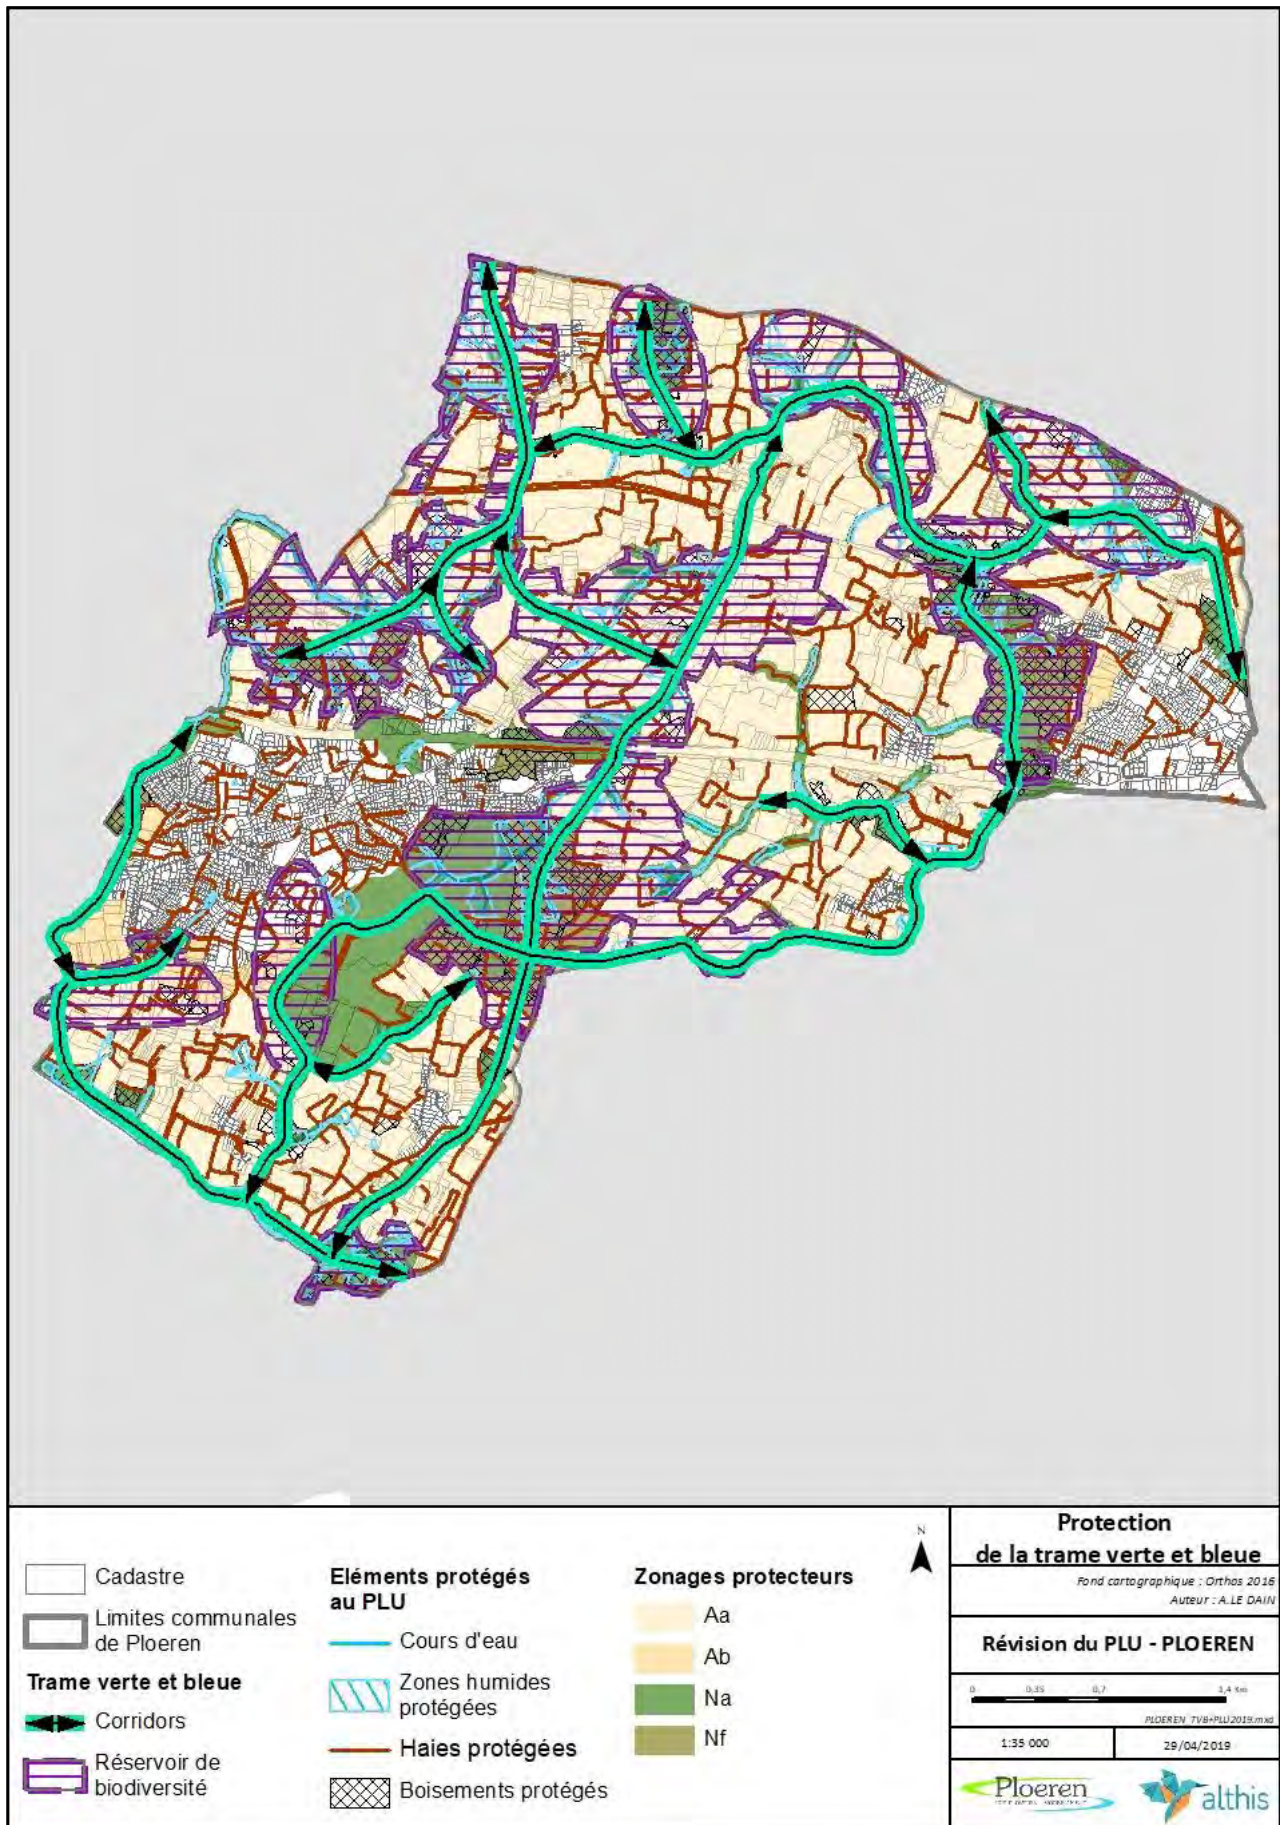 Cadastre
Limites communales
de Ploeren
Trame verte et bleue
Corridors
Réservoir de
biodiversité
Eléments protégés
au PLU
Cours d'eau
Zones humides
protégées
Haies protégées
Boisements protégés
Zonages protecteurs
Aa
Ab
Na
Nf
N
Protection
de la trame verte et bleue
Fond cartographique : Orthos 2016
Auteur : A.LE DAIN
Révision du PLU - PLOEREN
0 0,35 0,7 1,4 Km
PLOEREN_TVB+PLU2019.mxd
1:35 000
29/04/2019
Ploeren
althis